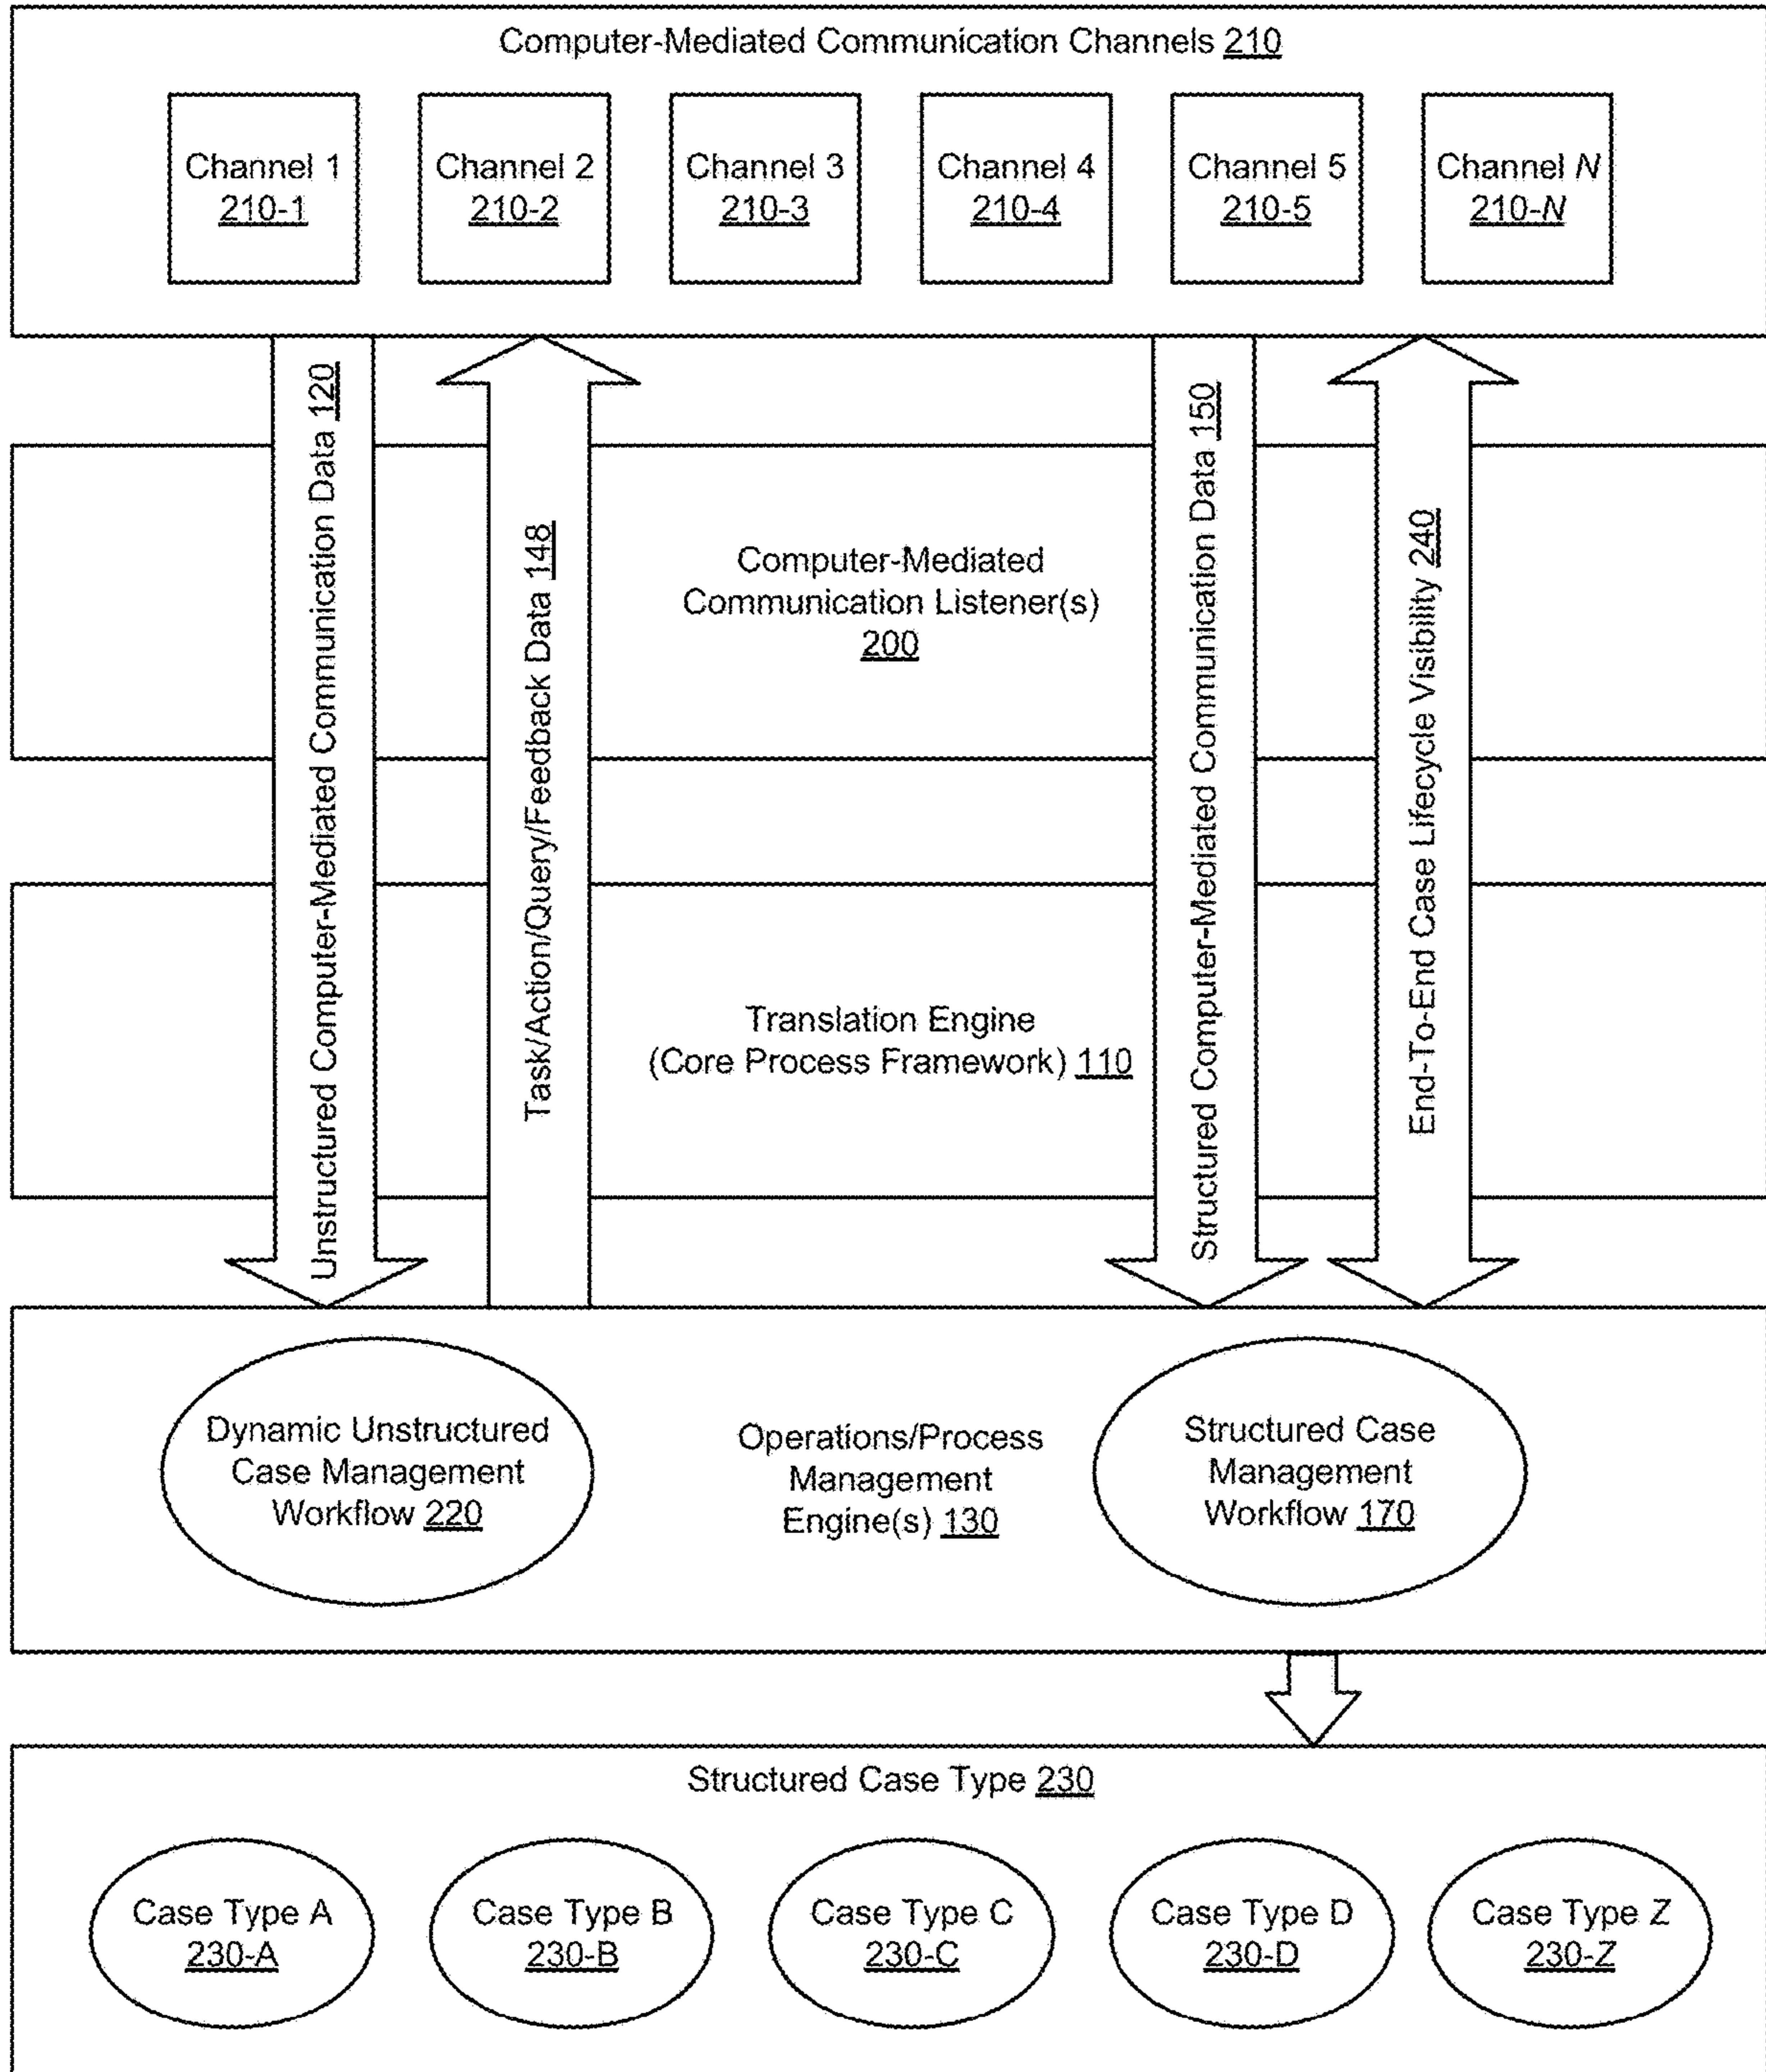 Computer-Mediated Communication Channels 210
Channel 1
210-1
Channel 2
210-2
Channel 3
210-3
Channel 4
210-4
Channel 5
210-5
Channel N
210-N
Unstructured Computer-Mediated Communication Data 120
Task/Action/Query/Feedback Data 148
Structured Computer-Mediated Communication Data 150
End-To-End Case Lifecycle Visibility 240
Computer-Mediated
Communication Listener(s)
200
Translation Engine
(Core Process Framework) 110
Dynamic Unstructured
Case Management
Workflow 220
Operations/Process
Management
Engine(s) 130
Structured Case
Management
Workflow 170
Structured Case Type 230
Case Type A
230-A
Case Type B
230-B
Case Type C
230-C
Case Type D
230-D
Case Type Z
230-Z